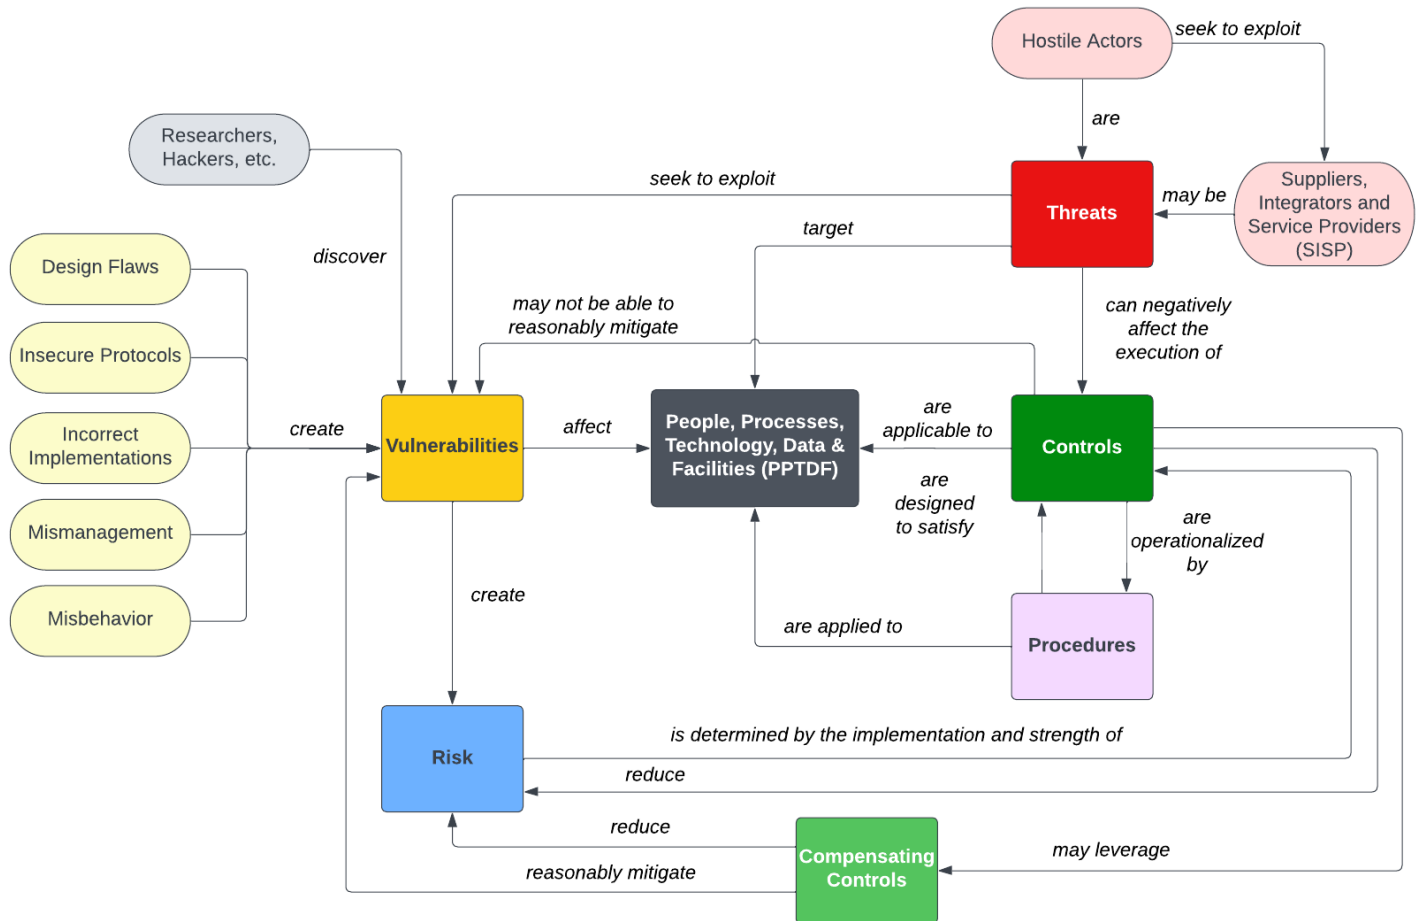 Hostile Actors
seek to exploit
are
Researchers,
Hackers, etc.
seek to exploit
Threats
may be
Suppliers,
Integrators and
Service Providers
(SISP)
target
discover
Design Flaws
may not be able to
reasonably mitigate
can negatively
affect the
execution of
Insecure Protocols
Incorrect
Implementations
create
Vulnerabilities
affect
People, Processes,
Technology, Data &
Facilities (PPTDF)
are
applicable to
Controls
are
designed
to satisfy
are
operationalized
by
Mismanagement
Misbehavior
create
are applied to
Procedures
Risk
is determined by the implementation and strength of
reduce
reduce
reasonably mitigate
Compensating
Controls
may leverage